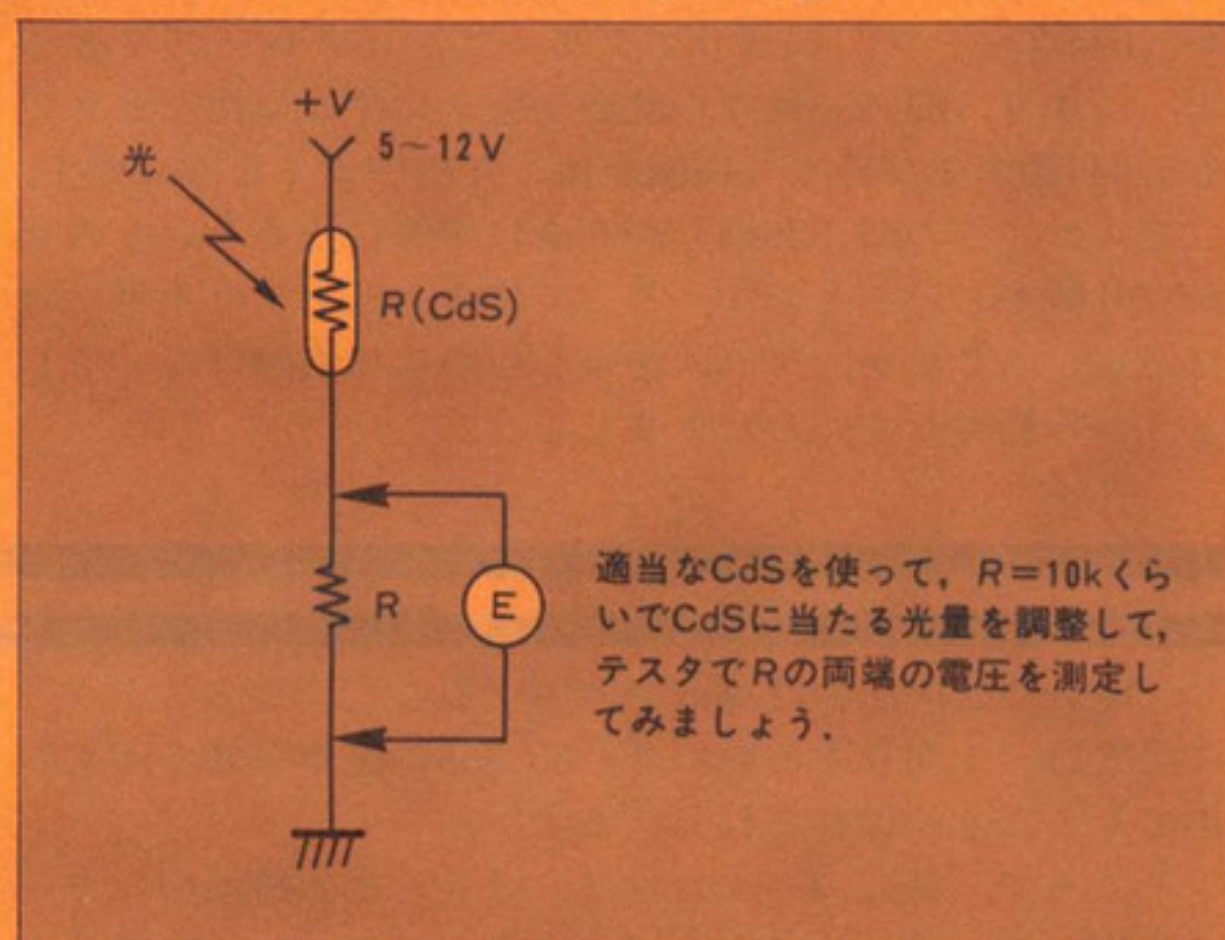 +V
5～12V
光
R(CdS)
R
E
適当なCdSを使って，R＝10kくら
いでCdSに当たる光量を調整して，
テスタでRの両端の電圧を測定し
てみましょう．